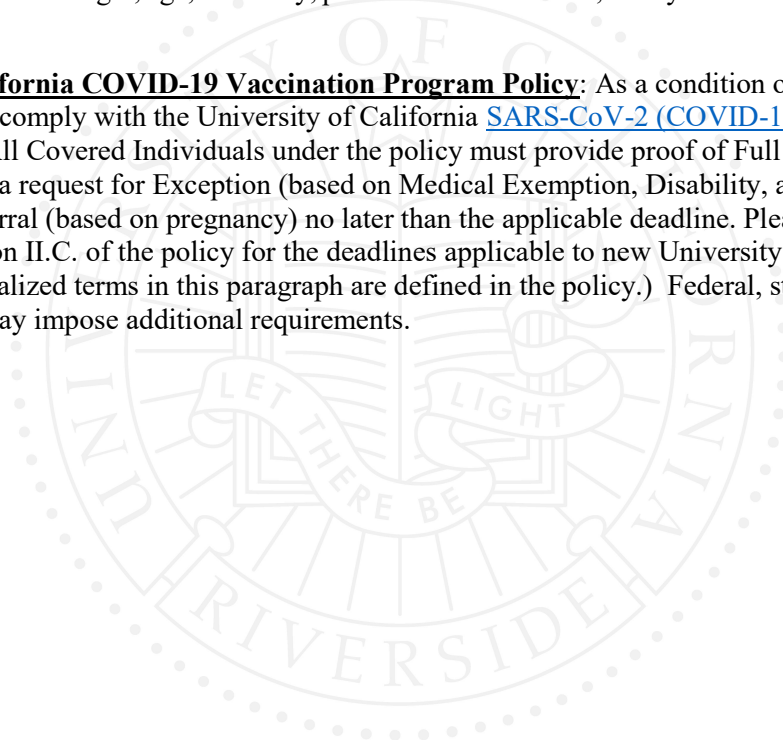 fornia COVID-19 Vaccination Program Policy: As a condition o
comply with the University of California SARS-CoV-2 (COVID-1
ll Covered Individuals under the policy must provide proof of Full
a request for Exception (based on Medical Exemption, Disability, a
rral (based on pregnancy) no later than the applicable deadline. Plea
on II.C. of the policy for the deadlines applicable to new University
alized terms in this paragraph are defined in the policy.) Federal, st
ay impose additional requirements.
UNIVERSITY OF C
ORNIA
LET THERE BE LIGHT
RIVERSIDE